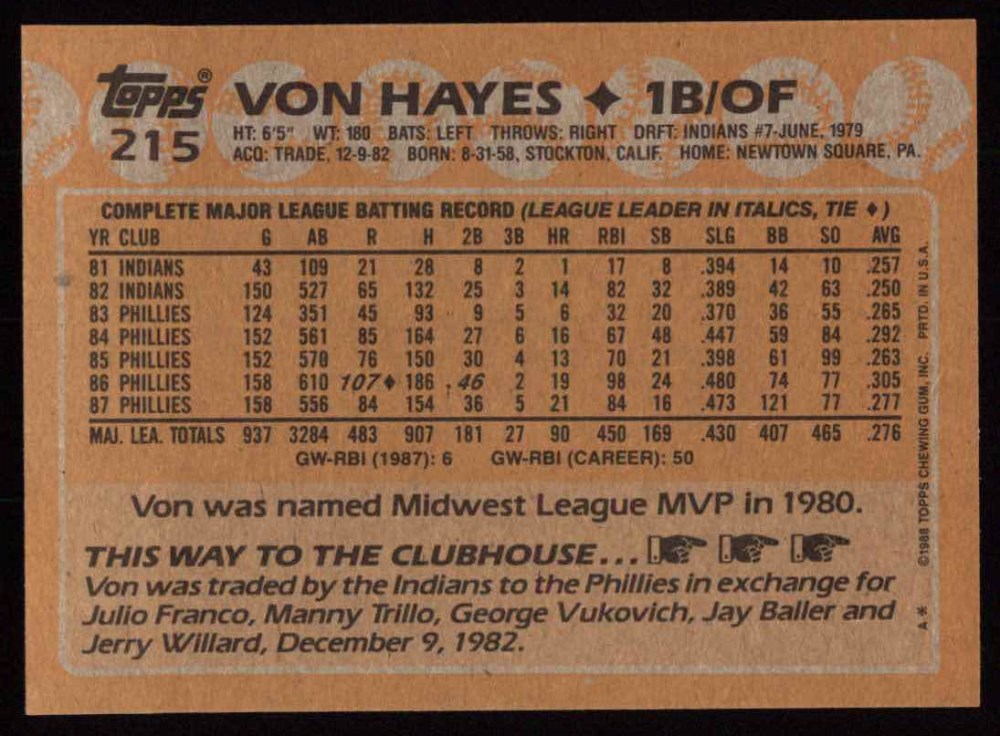 Topps® VON HAYES ✦ 1B/OF
215 HT: 6'5" WT: 180 BATS: LEFT THROWS: RIGHT DRFT: INDIANS #7-JUNE, 1979
ACQ: TRADE, 12-9-82 BORN: 8-31-58, STOCKTON, CALIF. HOME: NEWTOWN SQUARE, PA.
COMPLETE MAJOR LEAGUE BATTING RECORD (LEAGUE LEADER IN ITALICS, TIE ♦)
YR CLUB G AB R H 2B 3B HR RBI SB SLG BB SO AVG
81 INDIANS 43 109 21 28 8 2 1 17 8 .394 14 10 .257
82 INDIANS 150 527 65 132 25 3 14 82 32 .389 42 63 .250
83 PHILLIES 124 351 45 93 9 5 6 32 20 .370 36 55 .265
84 PHILLIES 152 561 85 164 27 6 16 67 48 .447 59 84 .292
85 PHILLIES 152 570 76 150 30 4 13 70 21 .398 61 99 .263
86 PHILLIES 158 610 107♦ 186 46 2 19 98 24 .480 74 77 .305
87 PHILLIES 158 556 84 154 36 5 21 84 16 .473 121 77 .277
MAJ. LEA. TOTALS 937 3284 483 907 181 27 90 450 169 .430 407 465 .276
GW-RBI (1987): 6 GW-RBI (CAREER): 50
Von was named Midwest League MVP in 1980.
THIS WAY TO THE CLUBHOUSE...
Von was traded by the Indians to the Phillies in exchange for
Julio Franco, Manny Trillo, George Vukovich, Jay Baller and
Jerry Willard, December 9, 1982.
A * ©1988 TOPPS CHEWING GUM, INC. PRTD. IN U.S.A.